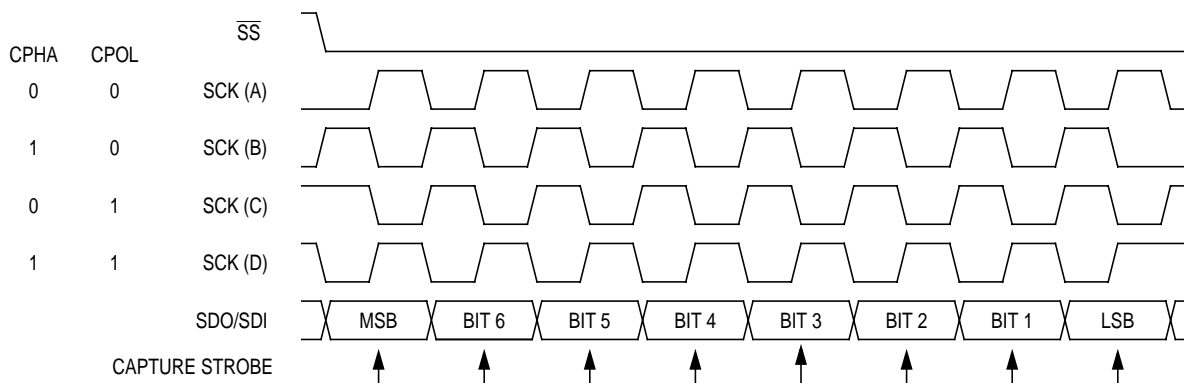 SS
CPHA CPOL
0 0 SCK (A)
1 0 SCK (B)
0 1 SCK (C)
1 1 SCK (D)
SDO/SDI MSB BIT 6 BIT 5 BIT 4 BIT 3 BIT 2 BIT 1 LSB
CAPTURE STROBE